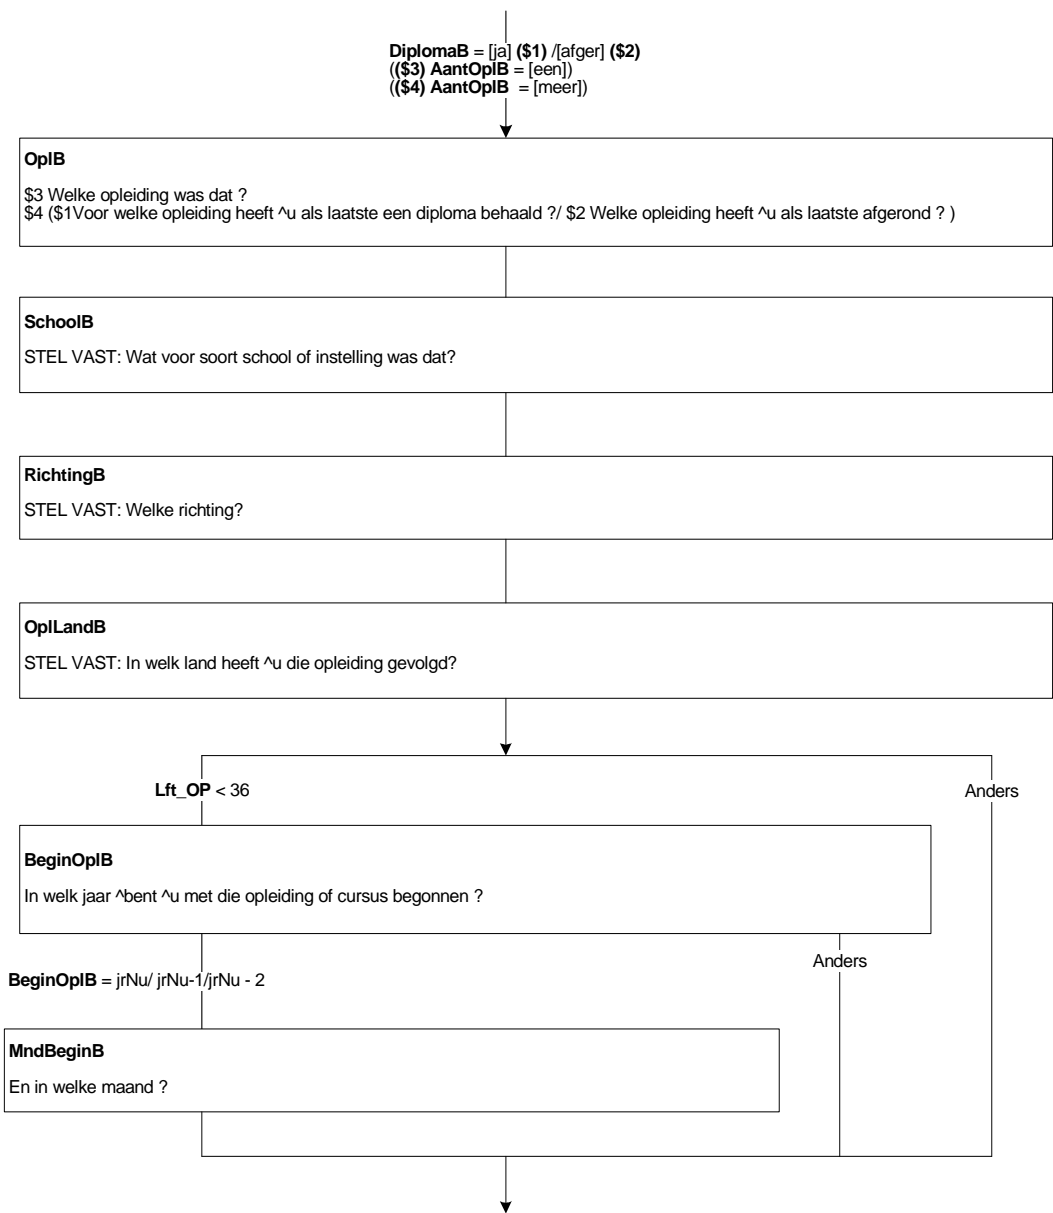 DiplomaB = [ja] ($1) /[afger] ($2)
(($3) AantOplB = [een])
(($4) AantOplB = [meer])
OplB
$3 Welke opleiding was dat ?
$4 ($1Voor welke opleiding heeft ^u als laatste een diploma behaald ?/ $2 Welke opleiding heeft ^u als laatste afgerond ? )
SchoolB
STEL VAST: Wat voor soort school of instelling was dat?
RichtingB
STEL VAST: Welke richting?
OplLandB
STEL VAST: In welk land heeft ^u die opleiding gevolgd?
Lft_OP < 36
Anders
BeginOplB
In welk jaar ^bent ^u met die opleiding of cursus begonnen ?
Anders
BeginOplB = jrNu/ jrNu-1/jrNu - 2
MndBeginB
En in welke maand ?